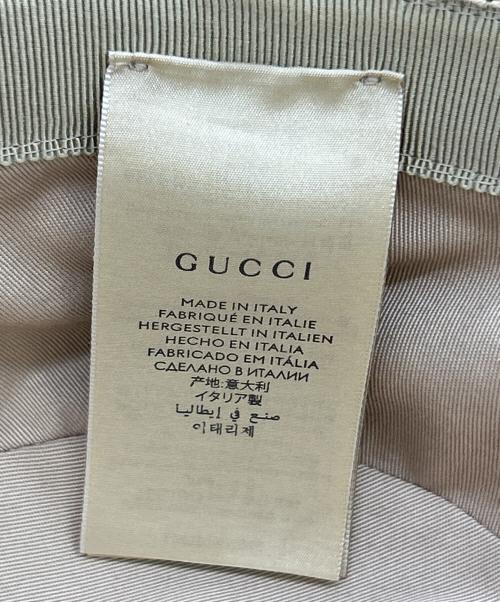 GUCCI
MADE IN ITALY
FABRIQUÉ EN ITALIE
HERGESTELLT IN ITALIEN
HECHO EN ITALIA
FABRICADO EM ITÁLIA
СДЕЛАНО В ИТАЛИИ
产地:意大利
イタリア製
صنع في إيطاليا
이태리제